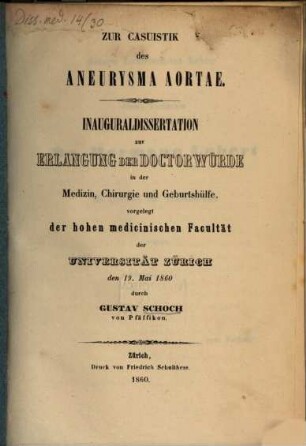 Diss. med. 14/30
ZUR CASUISTIK
des
ANEURYSMA AORTAE.
INAUGURALDISSERTATION
zur
ERLANGUNG DER DOCTORWÜRDE
in der
Medizin, Chirurgie und Geburtshülfe,
vorgelegt
der hohen medicinischen Facultät
der
UNIVERSITÄT ZÜRICH
den 19. Mai 1860
durch
GUSTAV SCHOCH
von Pfäffikon.
Zürich,
Druck von Friedrich Schulthess.
1860.